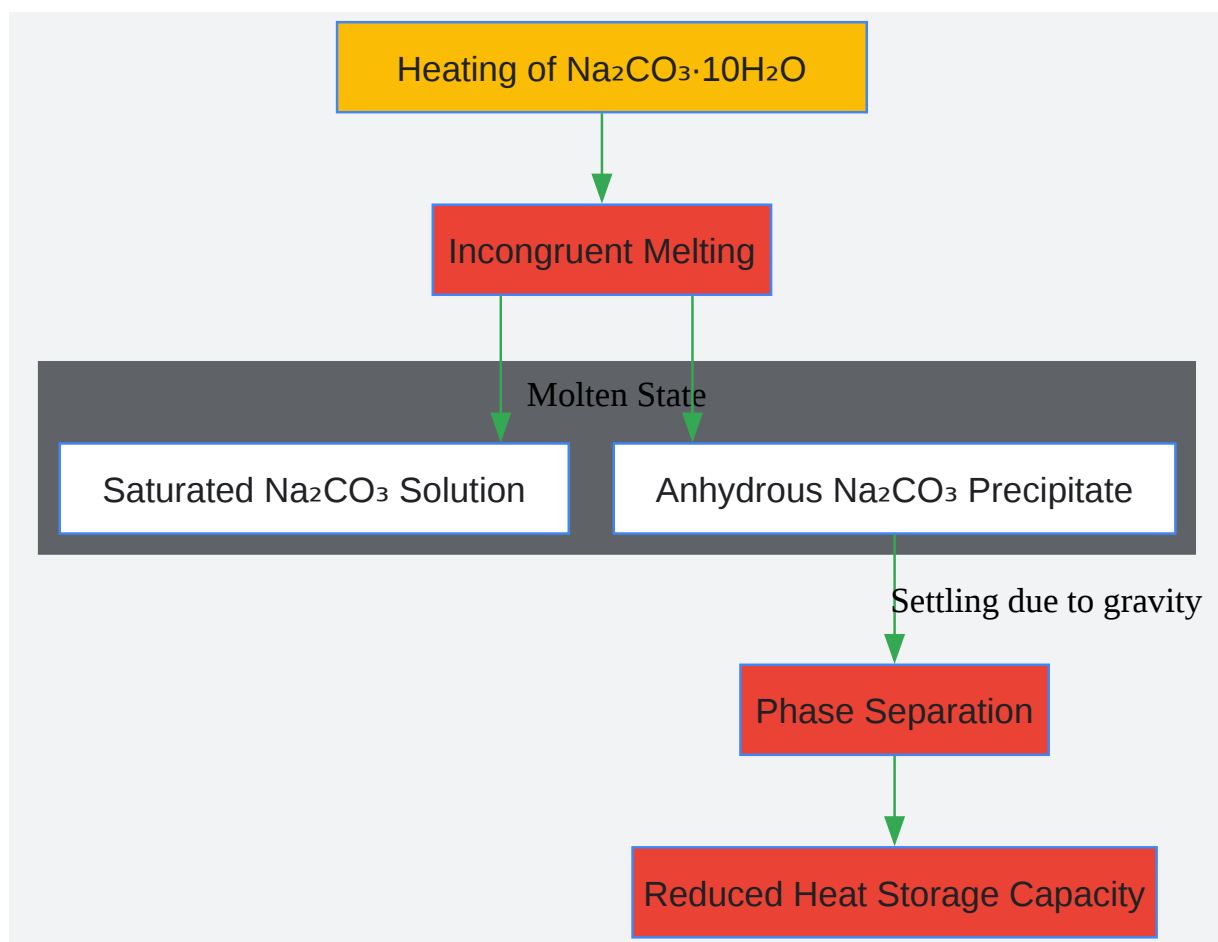 Heating of Na₂CO₃·10H₂O
Incongruent Melting
Molten State
Saturated Na₂CO₃ Solution
Anhydrous Na₂CO₃ Precipitate
Settling due to gravity
Phase Separation
Reduced Heat Storage Capacity